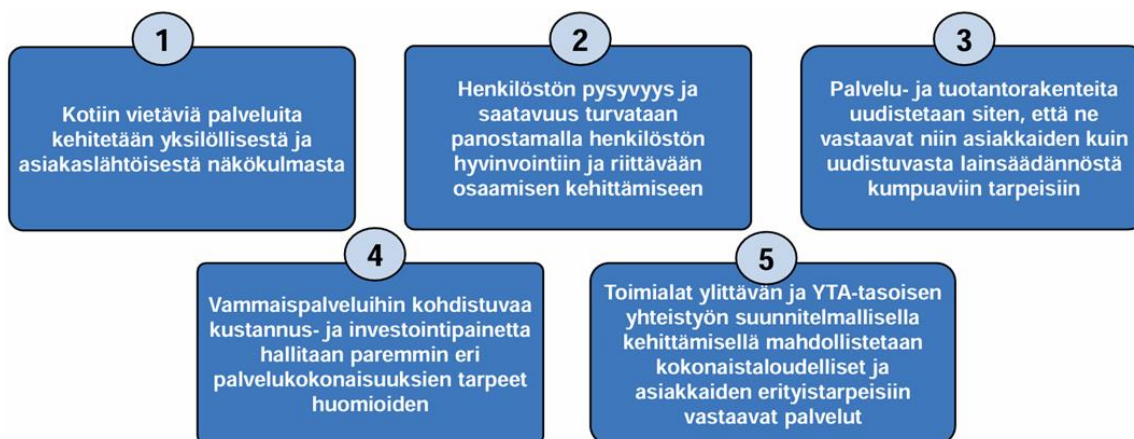 1
Kotiin vietäviä palveluita
kehitetään yksilöllisestä ja
asiakaslähtöisestä näkökulmasta
2
Henkilöstön pysyvyys ja
saatavuus turvataan
panostamalla henkilöstön
hyvinvointiin ja riittävään
osaamisen kehittämiseen
3
Palvelu- ja tuotantorakenteita
uudistetaan siten, että ne
vastaavat niin asiakkaiden kuin
uudistuvasta lainsäädännöstä
kumpuaviin tarpeisiin
4
Vammaispalveluihin kohdistuvaa
kustannus- ja investointipainetta
hallitaan paremmin eri
palvelukokonaisuuksien tarpeet
huomioiden
5
Toimialat ylittävän ja YTA-tasoisen
yhteistyön suunnitelmallisella
kehittämisellä mahdollistetaan
kokonaistaloudelliset ja
asiakkaiden erityistarpeisiin
vastaavat palvelut